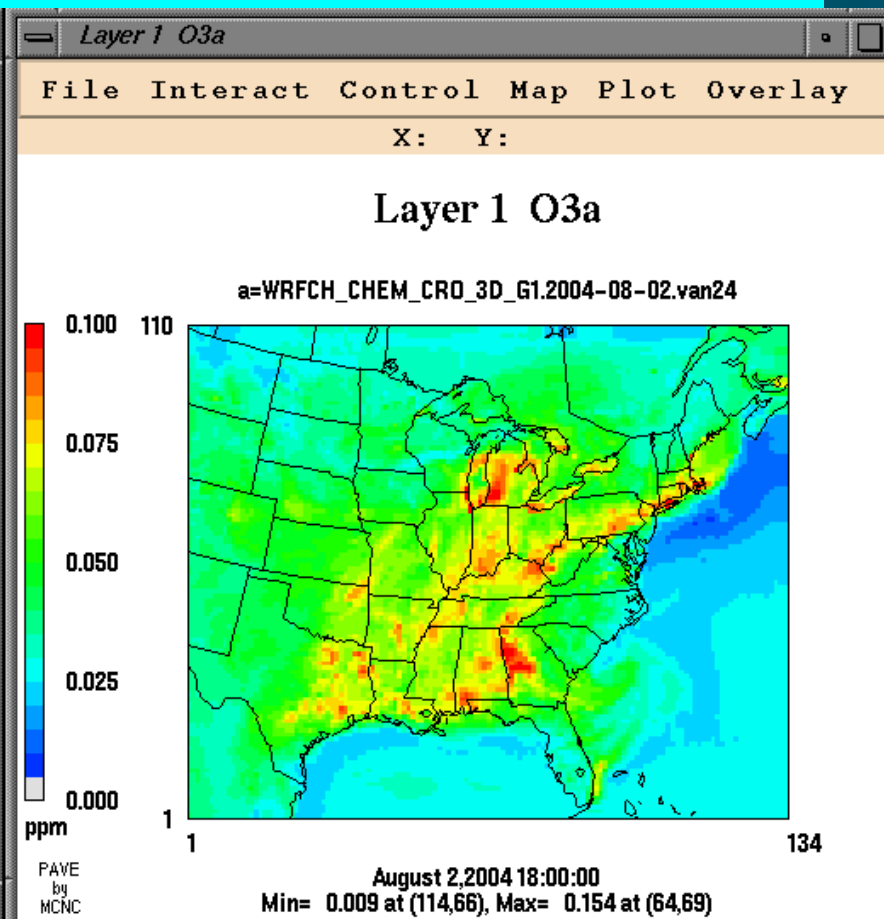 Layer 1 O3a
File Interact Control Map Plot Overlay
X: Y:
Layer 1 O3a
a=WRFCH_CHEM_CRO_3D_G1.2004-08-02.van24
0.100
0.075
0.050
0.025
0.000
ppm
110
1
1
134
PAVE
by
MCNC
August 2,2004 18:00:00
Min= 0.009 at (114,66), Max= 0.154 at (64,69)